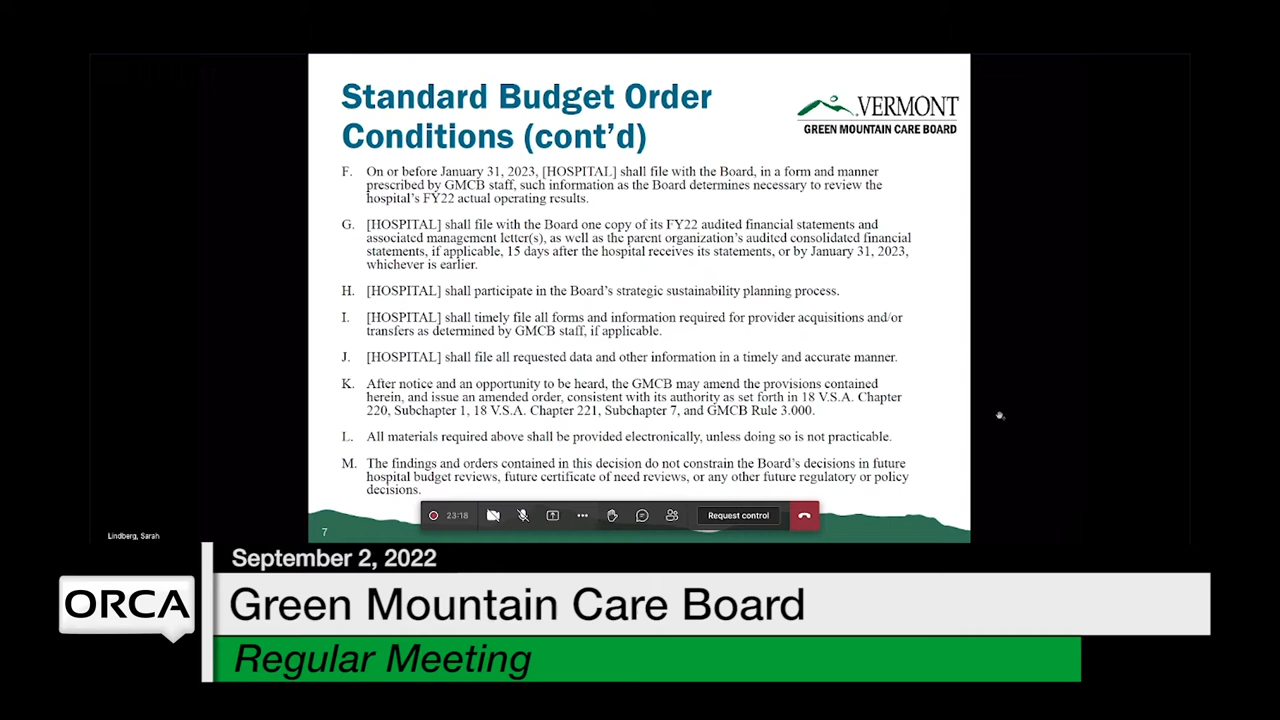 Standard Budget Order
Conditions (cont'd)
VERMONT
GREEN MOUNTAIN CARE BOARD
F. On or before January 31, 2023, [HOSPITAL] shall file with the Board, in a form and manner
prescribed by GMCB staff, such information as the Board determines necessary to review the
hospital's FY22 actual operating results.
G. [HOSPITAL] shall file with the Board one copy of its FY22 audited financial statements and
associated management letter(s), as well as the parent organization's audited consolidated financial
statements, if applicable, 15 days after the hospital receives its statements, or by January 31, 2023,
whichever is earlier.
H. [HOSPITAL] shall participate in the Board's strategic sustainability planning process.
I. [HOSPITAL] shall timely file all forms and information required for provider acquisitions and/or
transfers as determined by GMCB staff, if applicable.
J. [HOSPITAL] shall file all requested data and other information in a timely and accurate manner.
K. After notice and an opportunity to be heard, the GMCB may amend the provisions contained
herein, and issue an amended order, consistent with its authority as set forth in 18 V.S.A. Chapter
220, Subchapter 1, 18 V.S.A. Chapter 221, Subchapter 7, and GMCB Rule 3.000.
L. All materials required above shall be provided electronically, unless doing so is not practicable.
M. The findings and orders contained in this decision do not constrain the Board's decisions in future
hospital budget reviews, future certificate of need reviews, or any other future regulatory or policy
decisions.
23:18
Request control
7
Lindberg, Sarah
September 2, 2022
ORCA
Green Mountain Care Board
Regular Meeting